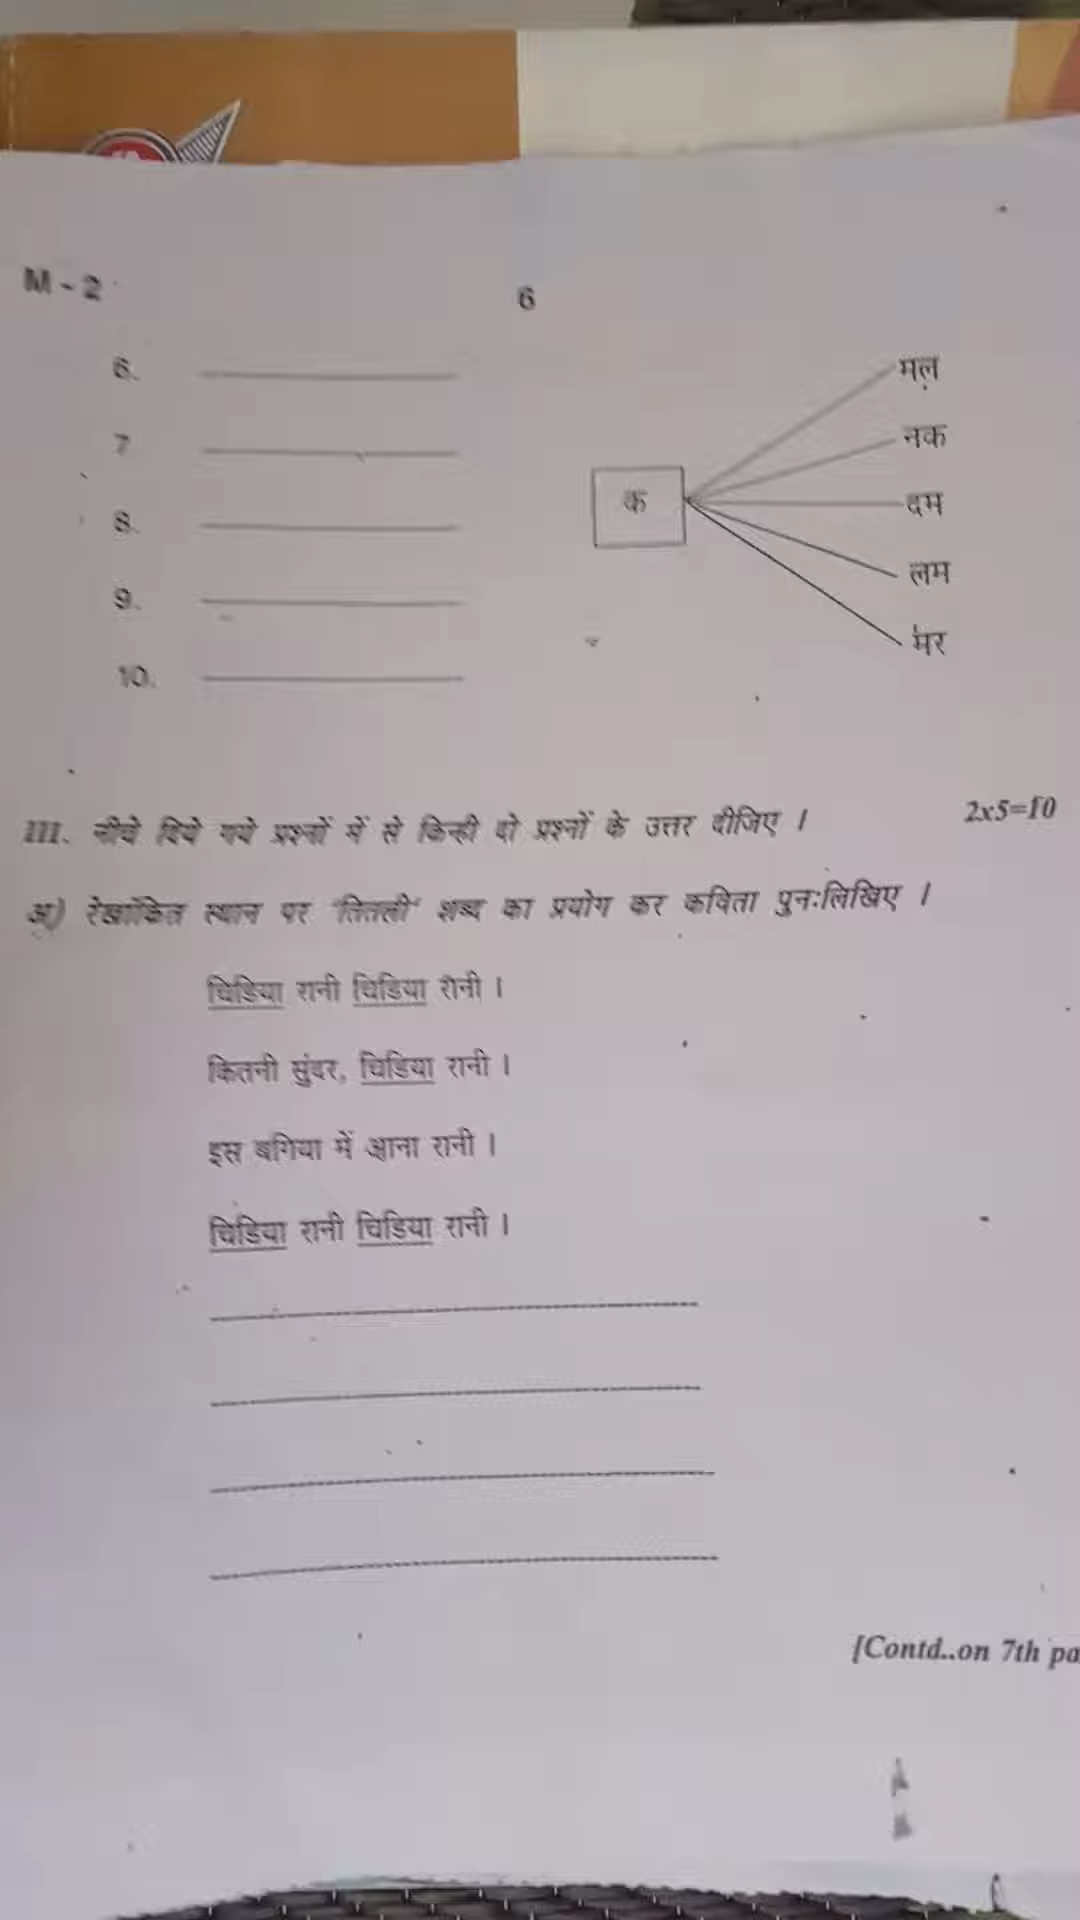 M - 2
6
6.
7
8.
9.
10.
क
मल
नक
दम
लम
मर
III. नीचे दिये गये प्रश्नों में से किन्ही दो प्रश्नों के उत्तर दीजिए । 2x5=10
अ) रेखांकित स्थान पर 'तितली' शब्द का प्रयोग कर कविता पुनःलिखिए ।
चिडिया रानी चिडिया रानी ।
कितनी सुंदर, चिडिया रानी ।
इस बगिया में आना रानी ।
चिडिया रानी चिडिया रानी ।
[Contd..on 7th pa